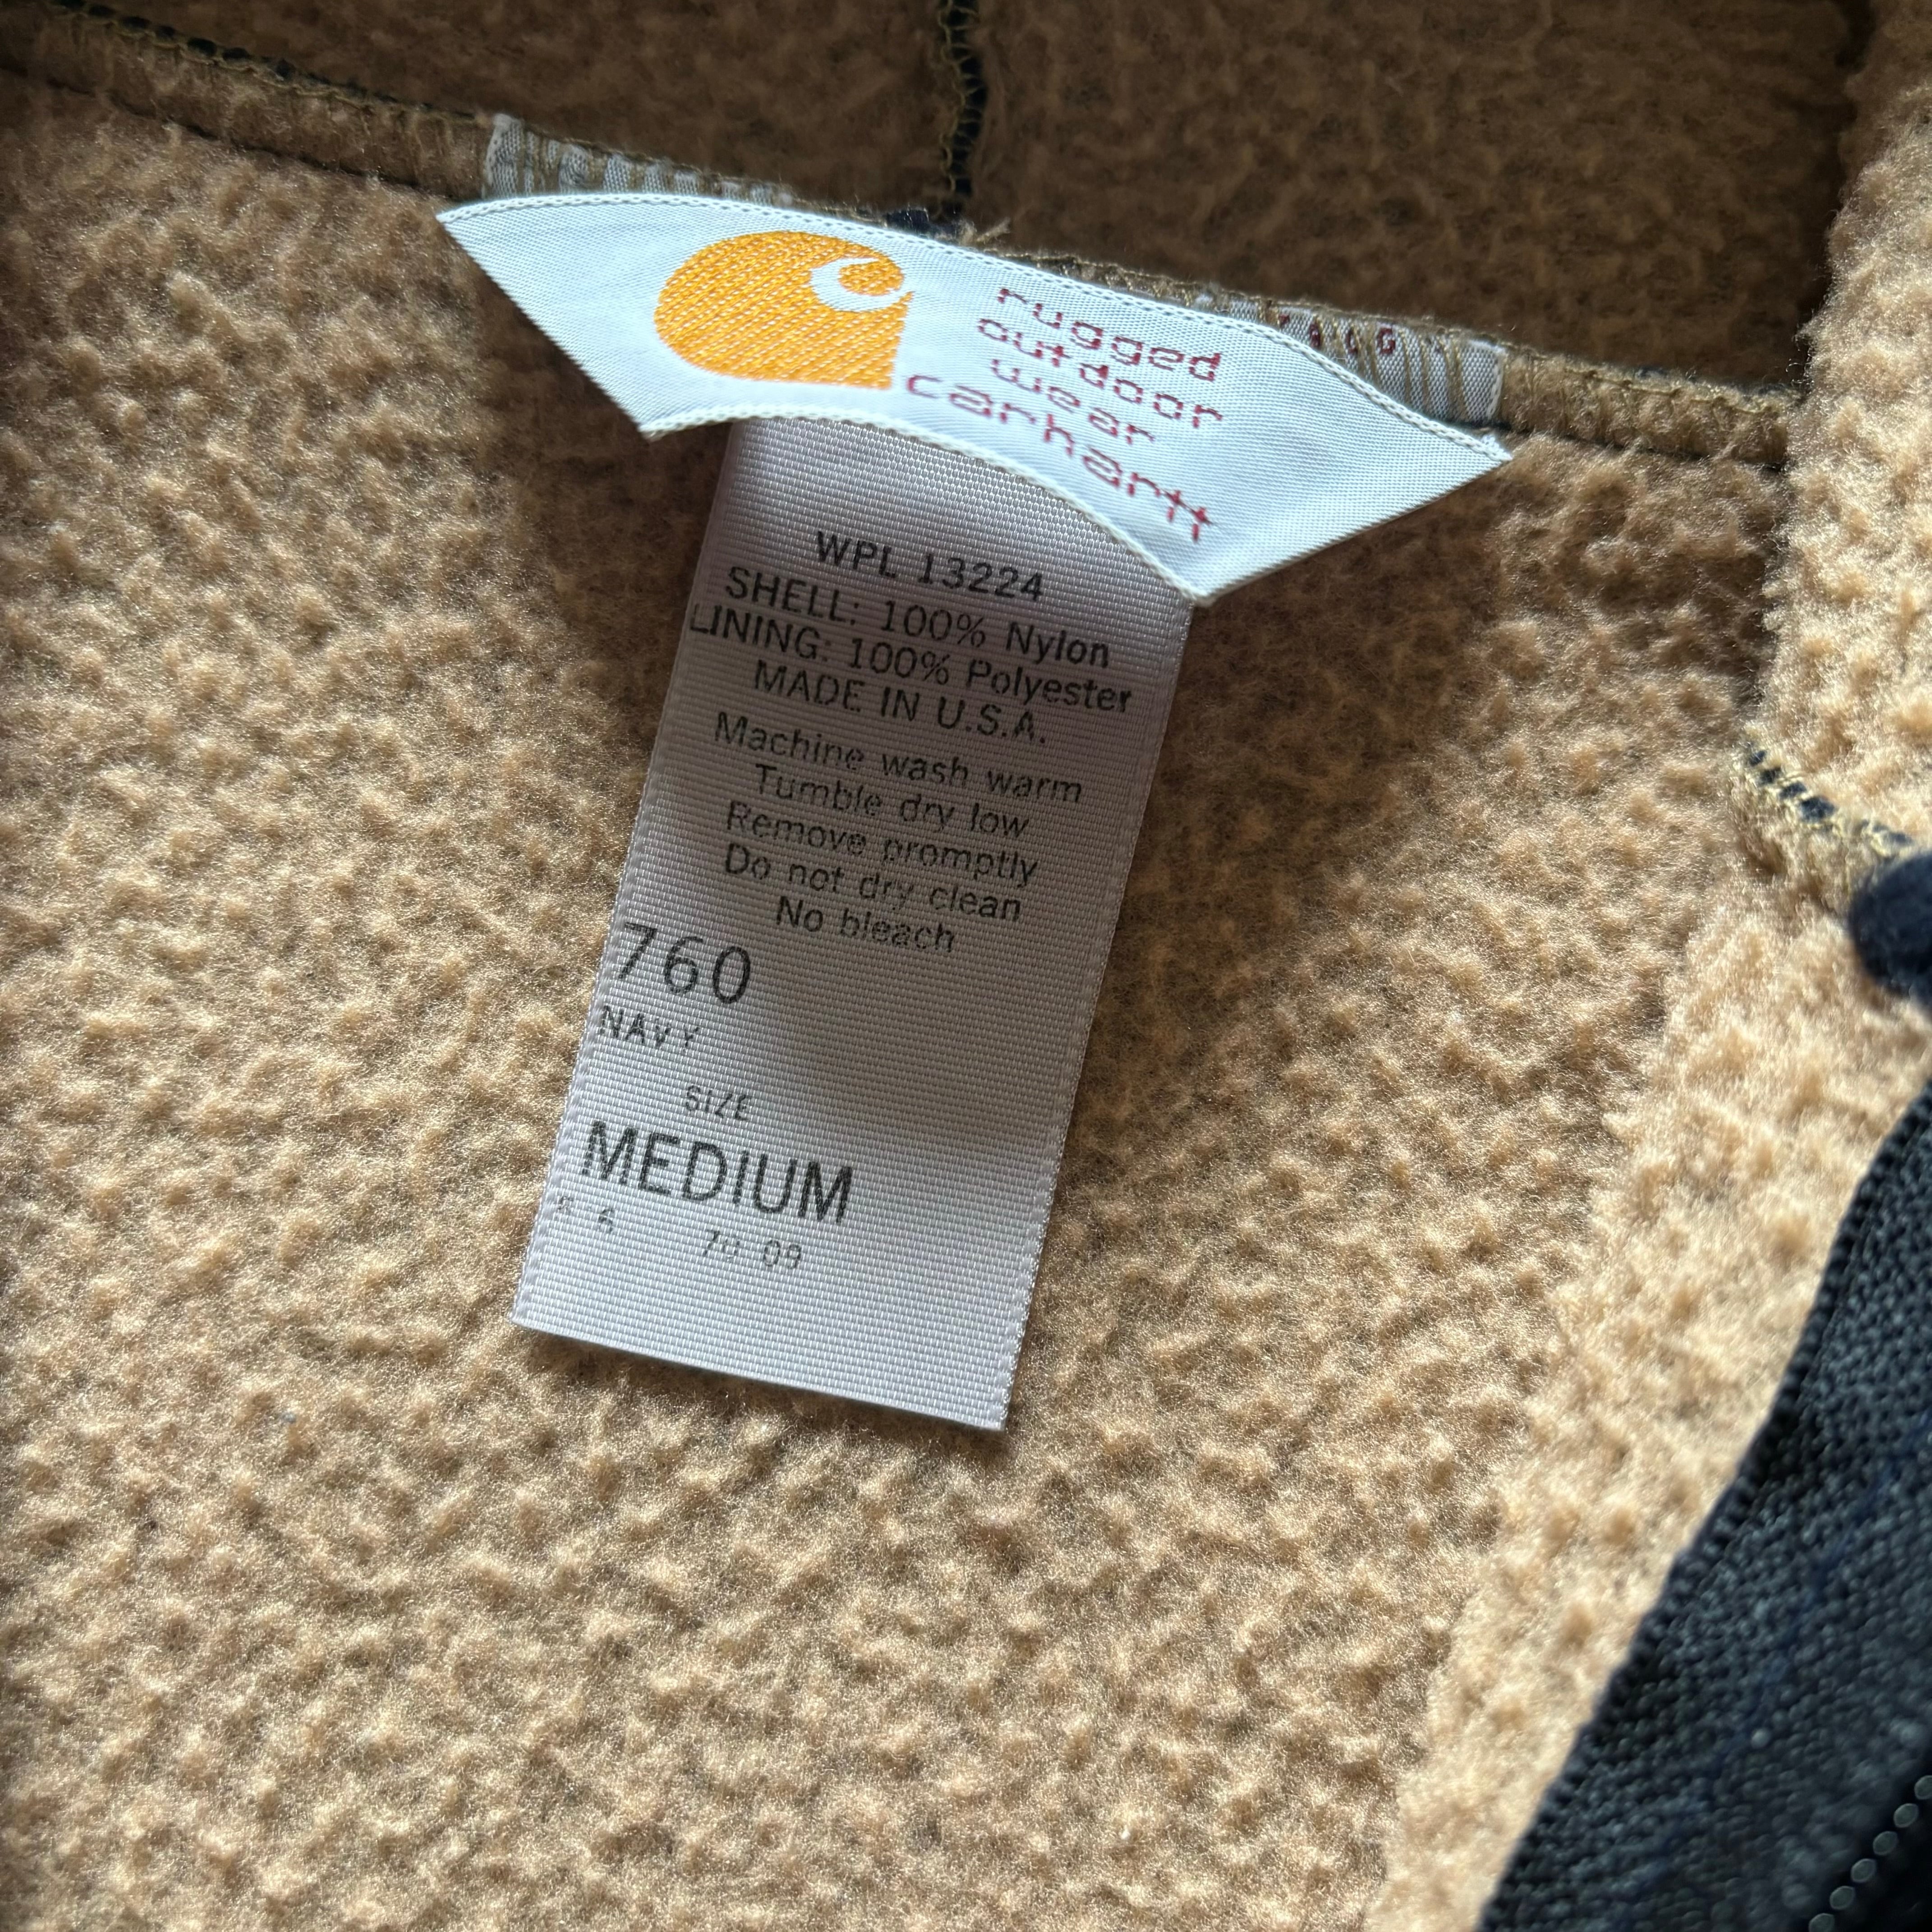 rugged
outdoor
wear
carhartt
WPL 13224
SHELL: 100% Nylon
LINING: 100% Polyester
MADE IN U.S.A.
Machine wash warm
Tumble dry low
Remove promptly
Do not dry clean
No bleach
760
NAVY
SIZE
MEDIUM
09